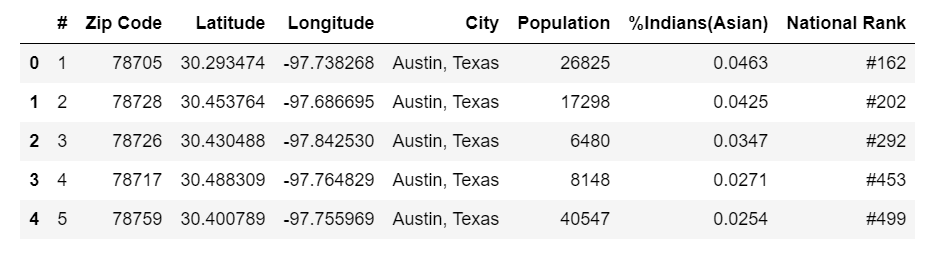 # Zip Code Latitude Longitude City Population %Indians(Asian) National Rank
0 1 78705 30.293474 -97.738268 Austin, Texas 26825 0.0463 #162
1 2 78728 30.453764 -97.686695 Austin, Texas 17298 0.0425 #202
2 3 78726 30.430488 -97.842530 Austin, Texas 6480 0.0347 #292
3 4 78717 30.488309 -97.764829 Austin, Texas 8148 0.0271 #453
4 5 78759 30.400789 -97.755969 Austin, Texas 40547 0.0254 #499